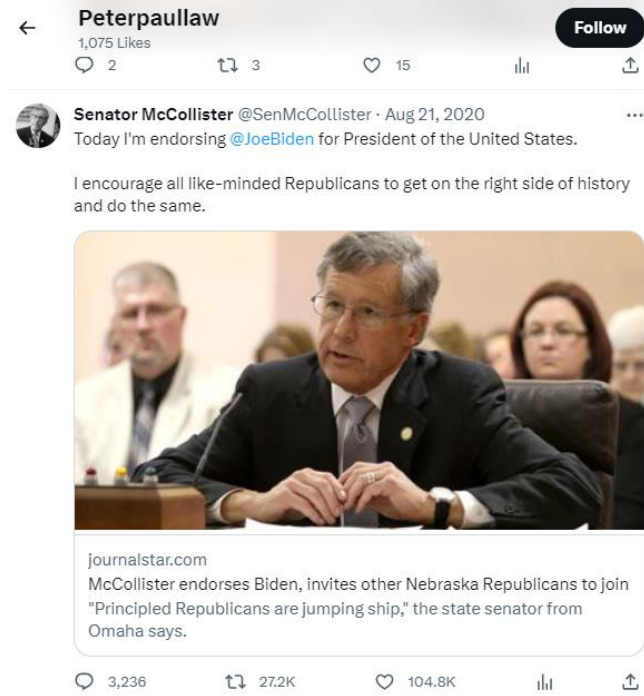 Peterpaullaw
1,075 Likes
Follow
2 3 15
Senator McCollister @SenMcCollister · Aug 21, 2020
Today I'm endorsing @JoeBiden for President of the United States.
I encourage all like-minded Republicans to get on the right side of history
and do the same.
journalstar.com
McCollister endorses Biden, invites other Nebraska Republicans to join
"Principled Republicans are jumping ship," the state senator from
Omaha says.
3,236 27.2K 104.8K